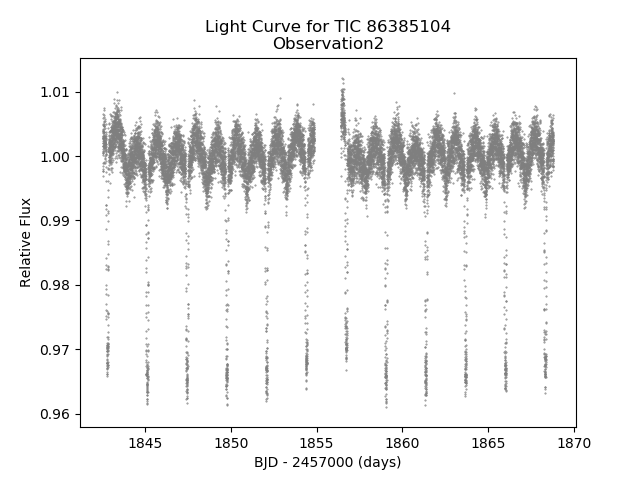 Light Curve for TIC 86385104
Observation2
Relative Flux
1.01
1.00
0.99
0.98
0.97
0.96
1845 1850 1855 1860 1865 1870
BJD - 2457000 (days)